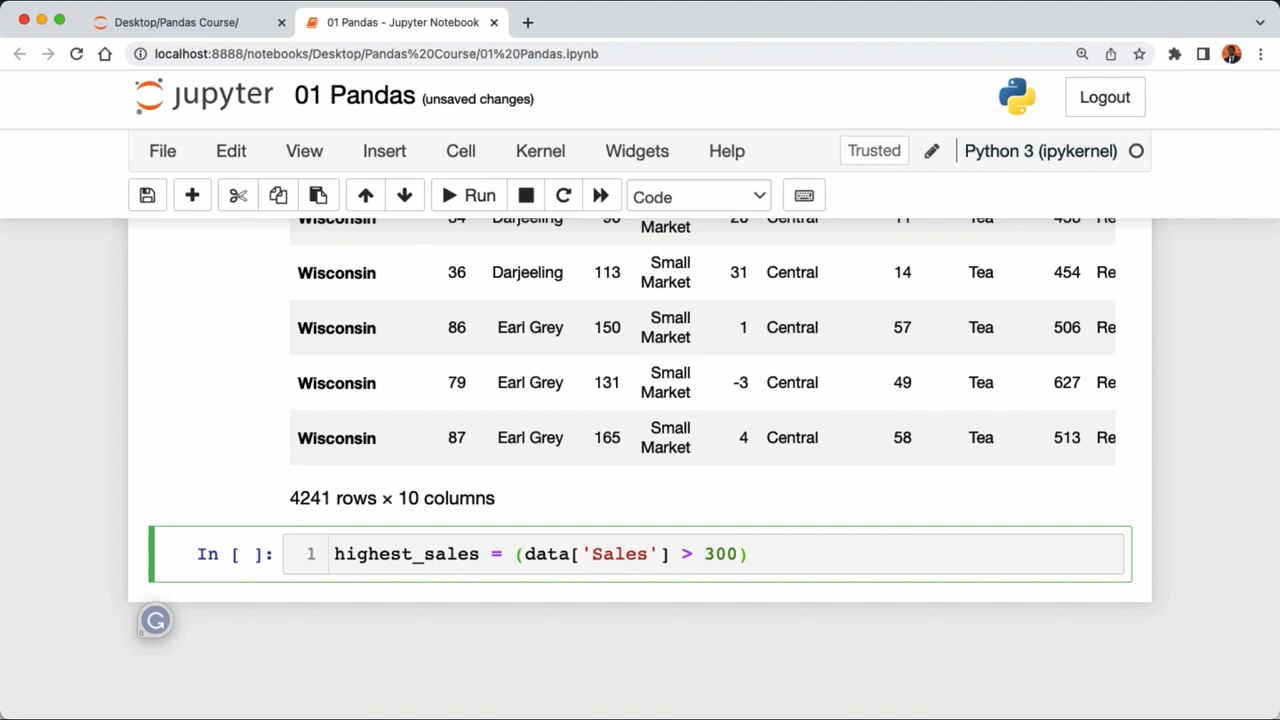 Desktop/Pandas Course/
01 Pandas - Jupyter Notebook
localhost:8888/notebooks/Desktop/Pandas%20Course/01%20Pandas.ipynb
jupyter 01 Pandas (unsaved changes)
Logout
File Edit View Insert Cell Kernel Widgets Help Trusted Python 3 (ipykernel)
Run Code
Wisconsin Darjeeling Market Central Tea
Wisconsin 36 Darjeeling 113 Small Market 31 Central 14 Tea 454 Re
Wisconsin 86 Earl Grey 150 Small Market 1 Central 57 Tea 506 Re
Wisconsin 79 Earl Grey 131 Small Market -3 Central 49 Tea 627 Re
Wisconsin 87 Earl Grey 165 Small Market 4 Central 58 Tea 513 Re
4241 rows × 10 columns
In [ ]: 1 highest_sales = (data['Sales'] > 300)